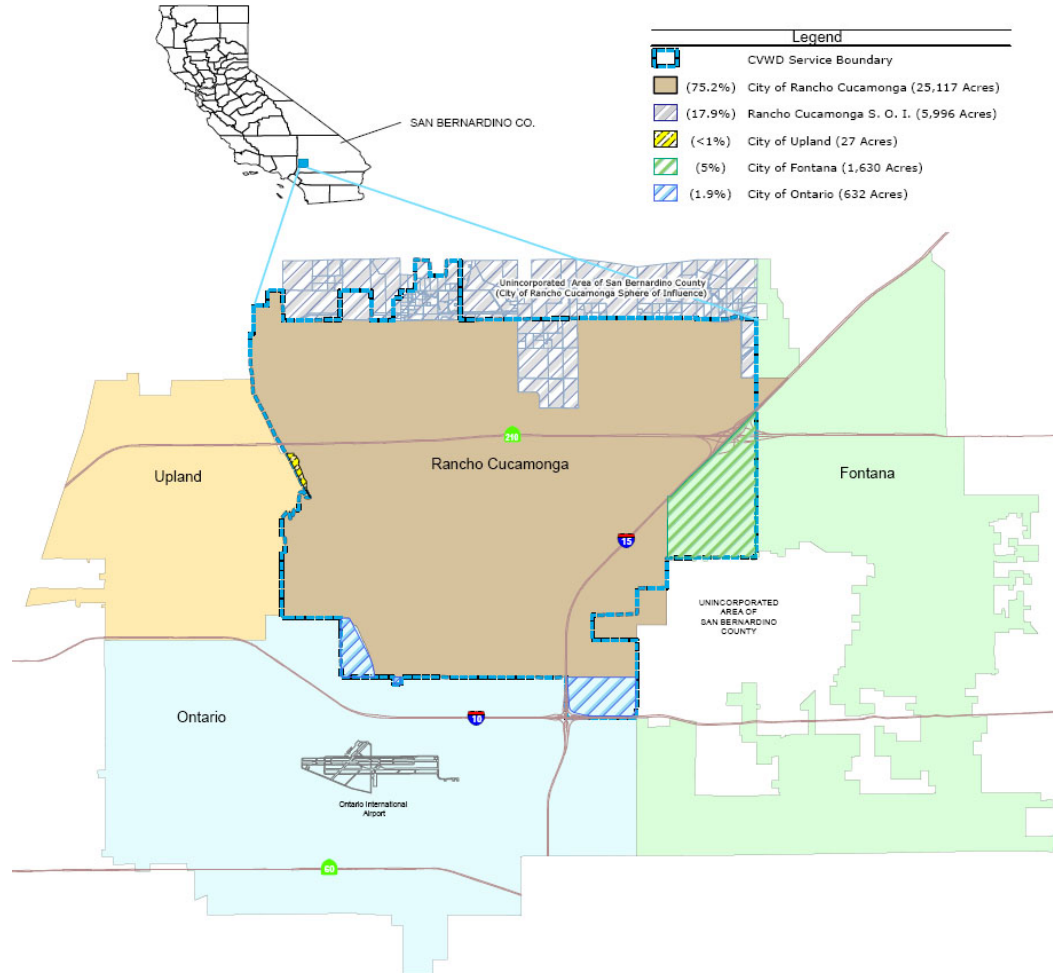 Legend
CVWD Service Boundary
(75.2%) City of Rancho Cucamonga (25,117 Acres)
(17.9%) Rancho Cucamonga S. O. I. (5,996 Acres)
(<1%) City of Upland (27 Acres)
(5%) City of Fontana (1,630 Acres)
(1.9%) City of Ontario (632 Acres)
SAN BERNARDINO CO.
Unincorporated Area of San Bernardino County
(City of Rancho Cucamonga Sphere of Influence)
210
Upland
Rancho Cucamonga
Fontana
15
UNINCORPORATED
AREA OF
SAN BERNARDINO
COUNTY
Ontario
10
Ontario International
Airport
60